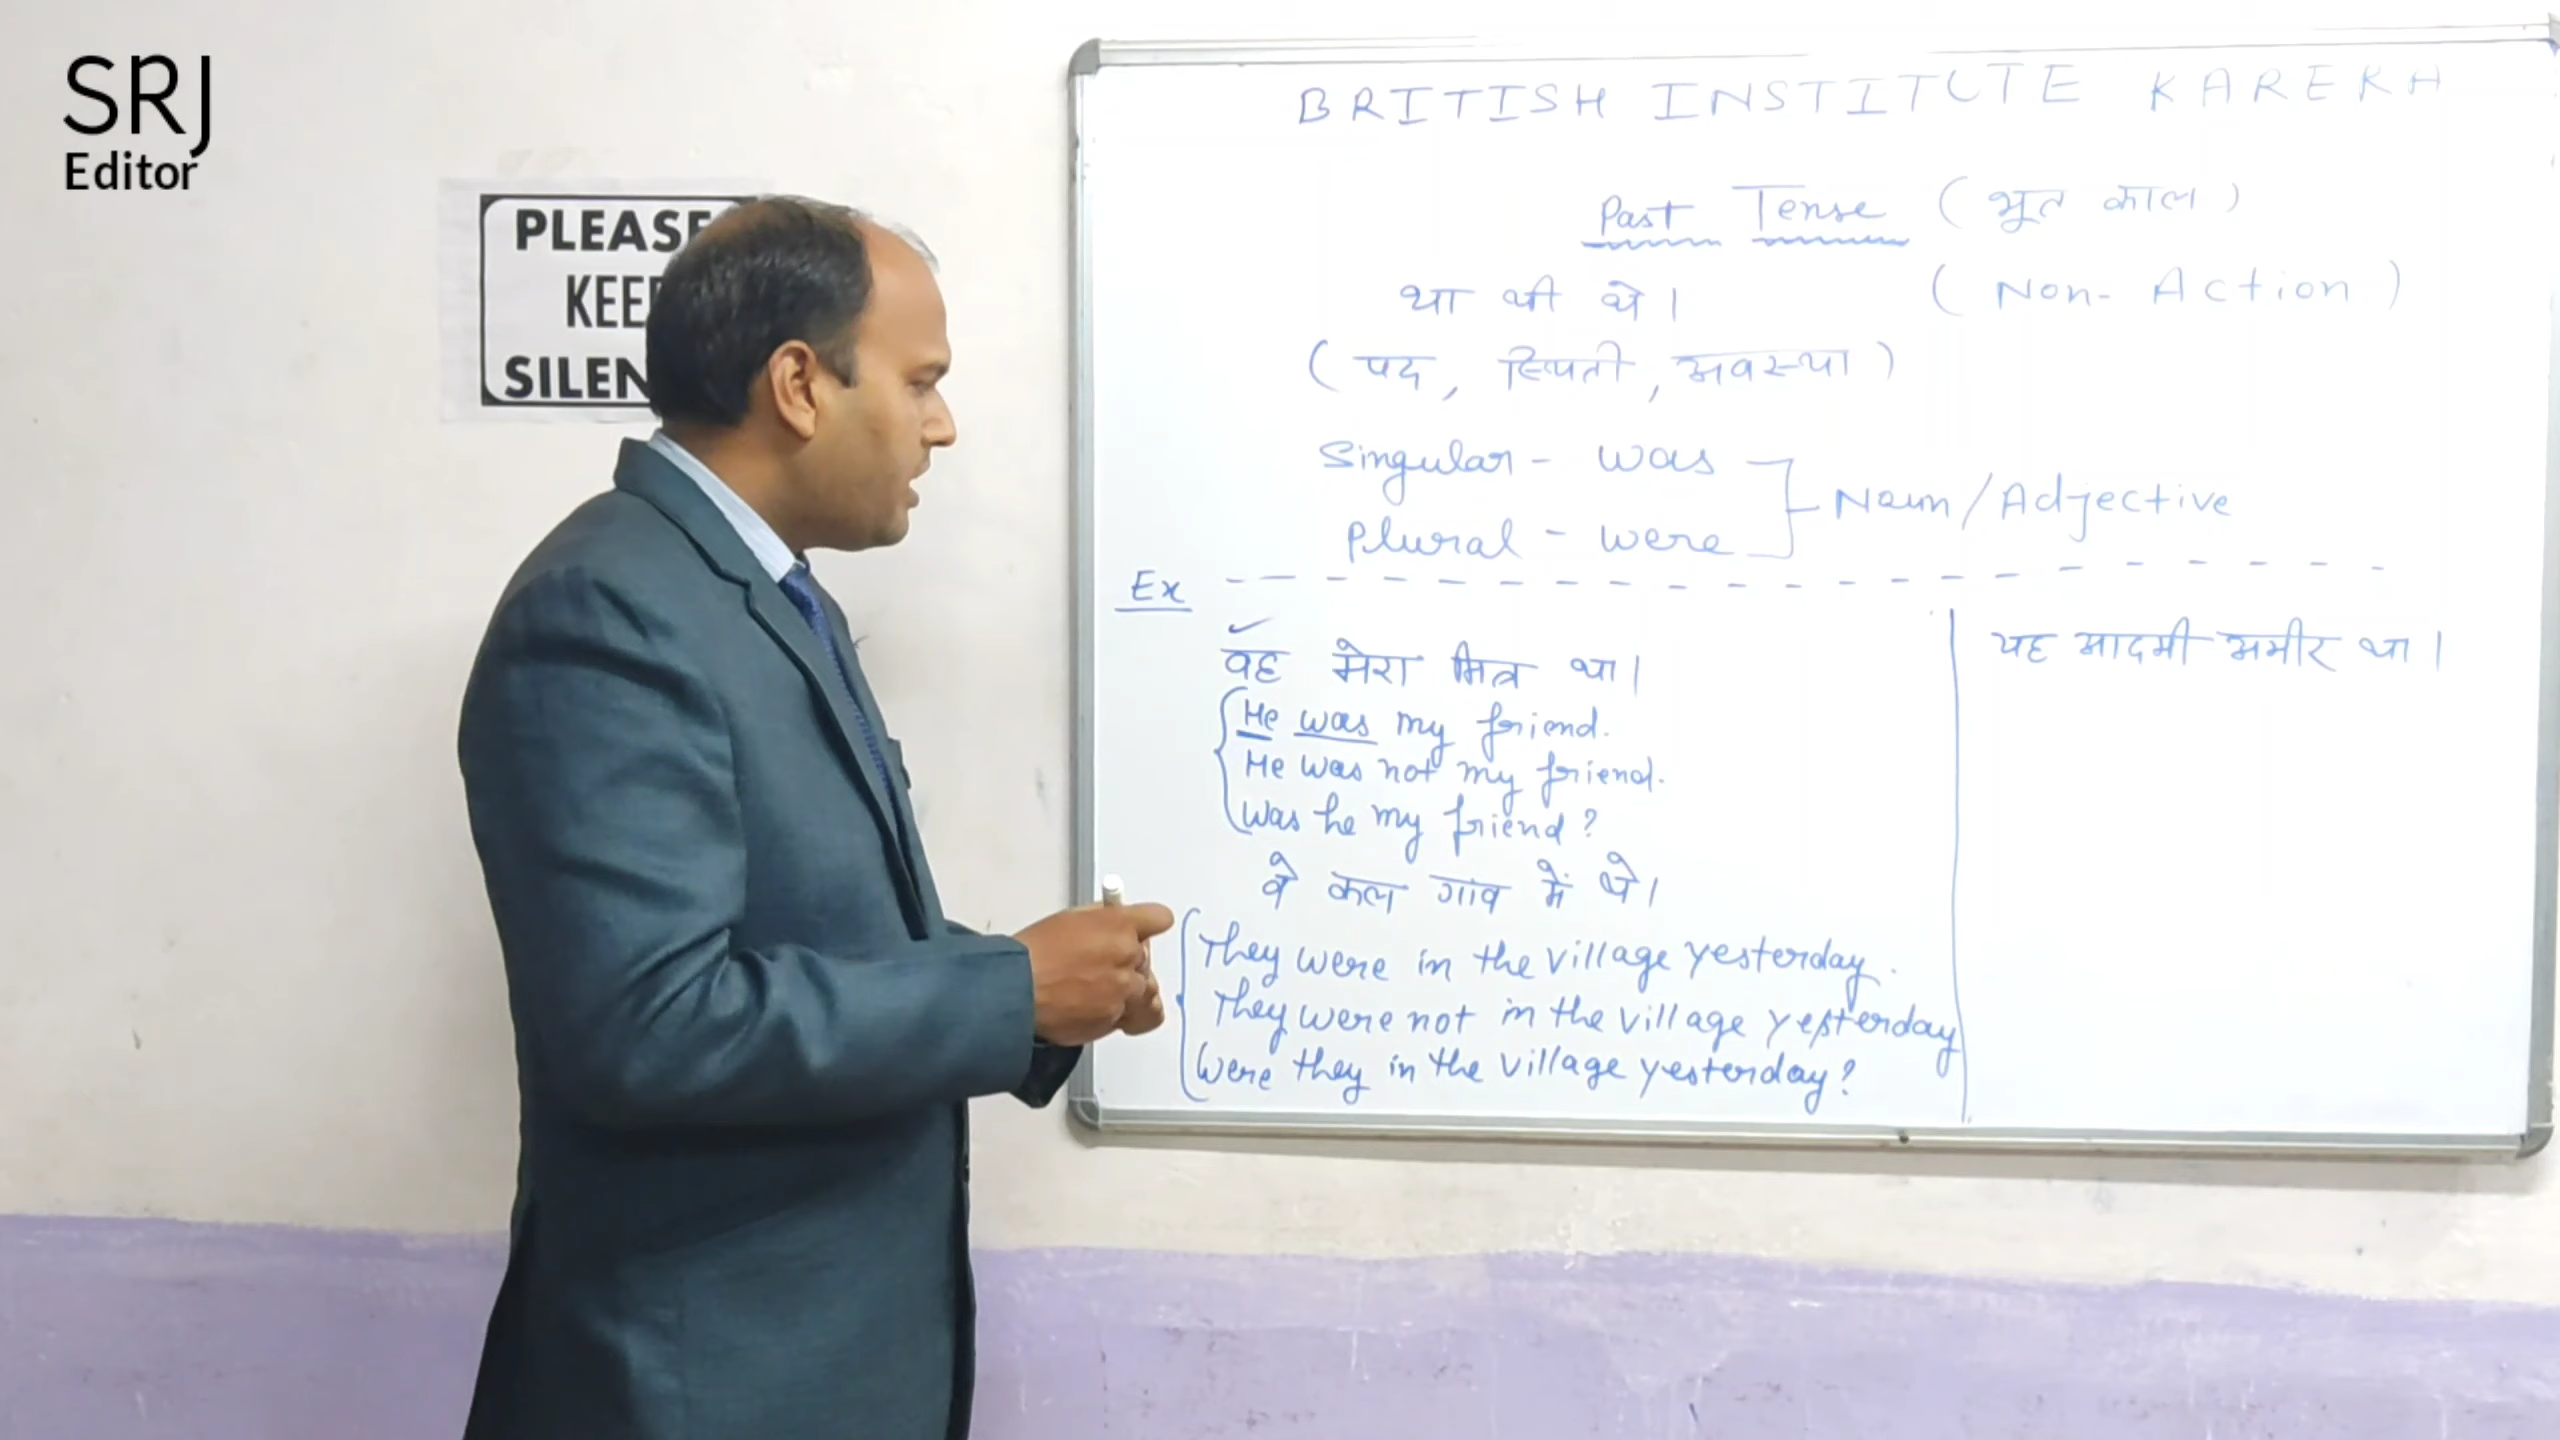 SRJ
Editor
PLEASE
KEE
SILEN
BRITISH INSTITUTE KARERA
Past Tense (भूत काल)
था थी थे। (Non-Action)
(पद, स्थिती, अवस्था)
Singular - was
Plural - were
Noun/Adjective
Ex
वह मेरा मित्र था।
He was my friend.
He was not my friend.
Was he my friend?
वे कल गांव में थे।
They were in the village yesterday.
They were not in the village yesterday
Were they in the village yesterday?
यह आदमी अमीर था।